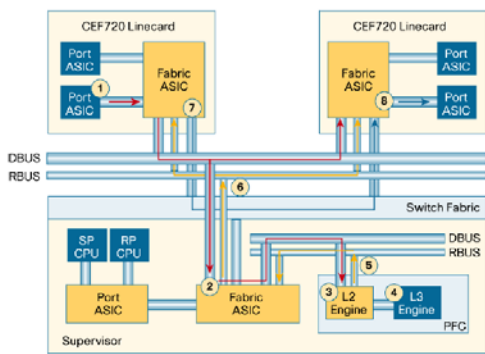 CEF720 Linecard
CEF720 Linecard
Port
ASIC
Fabric
ASIC
Port
ASIC
1
7
Fabric
ASIC
Port
ASIC
8
Port
ASIC
DBUS
RBUS
6
Switch Fabric
SP
CPU
RP
CPU
DBUS
RBUS
2
5
Port
ASIC
Fabric
ASIC
3
L2
Engine
4
L3
Engine
PFC
Supervisor